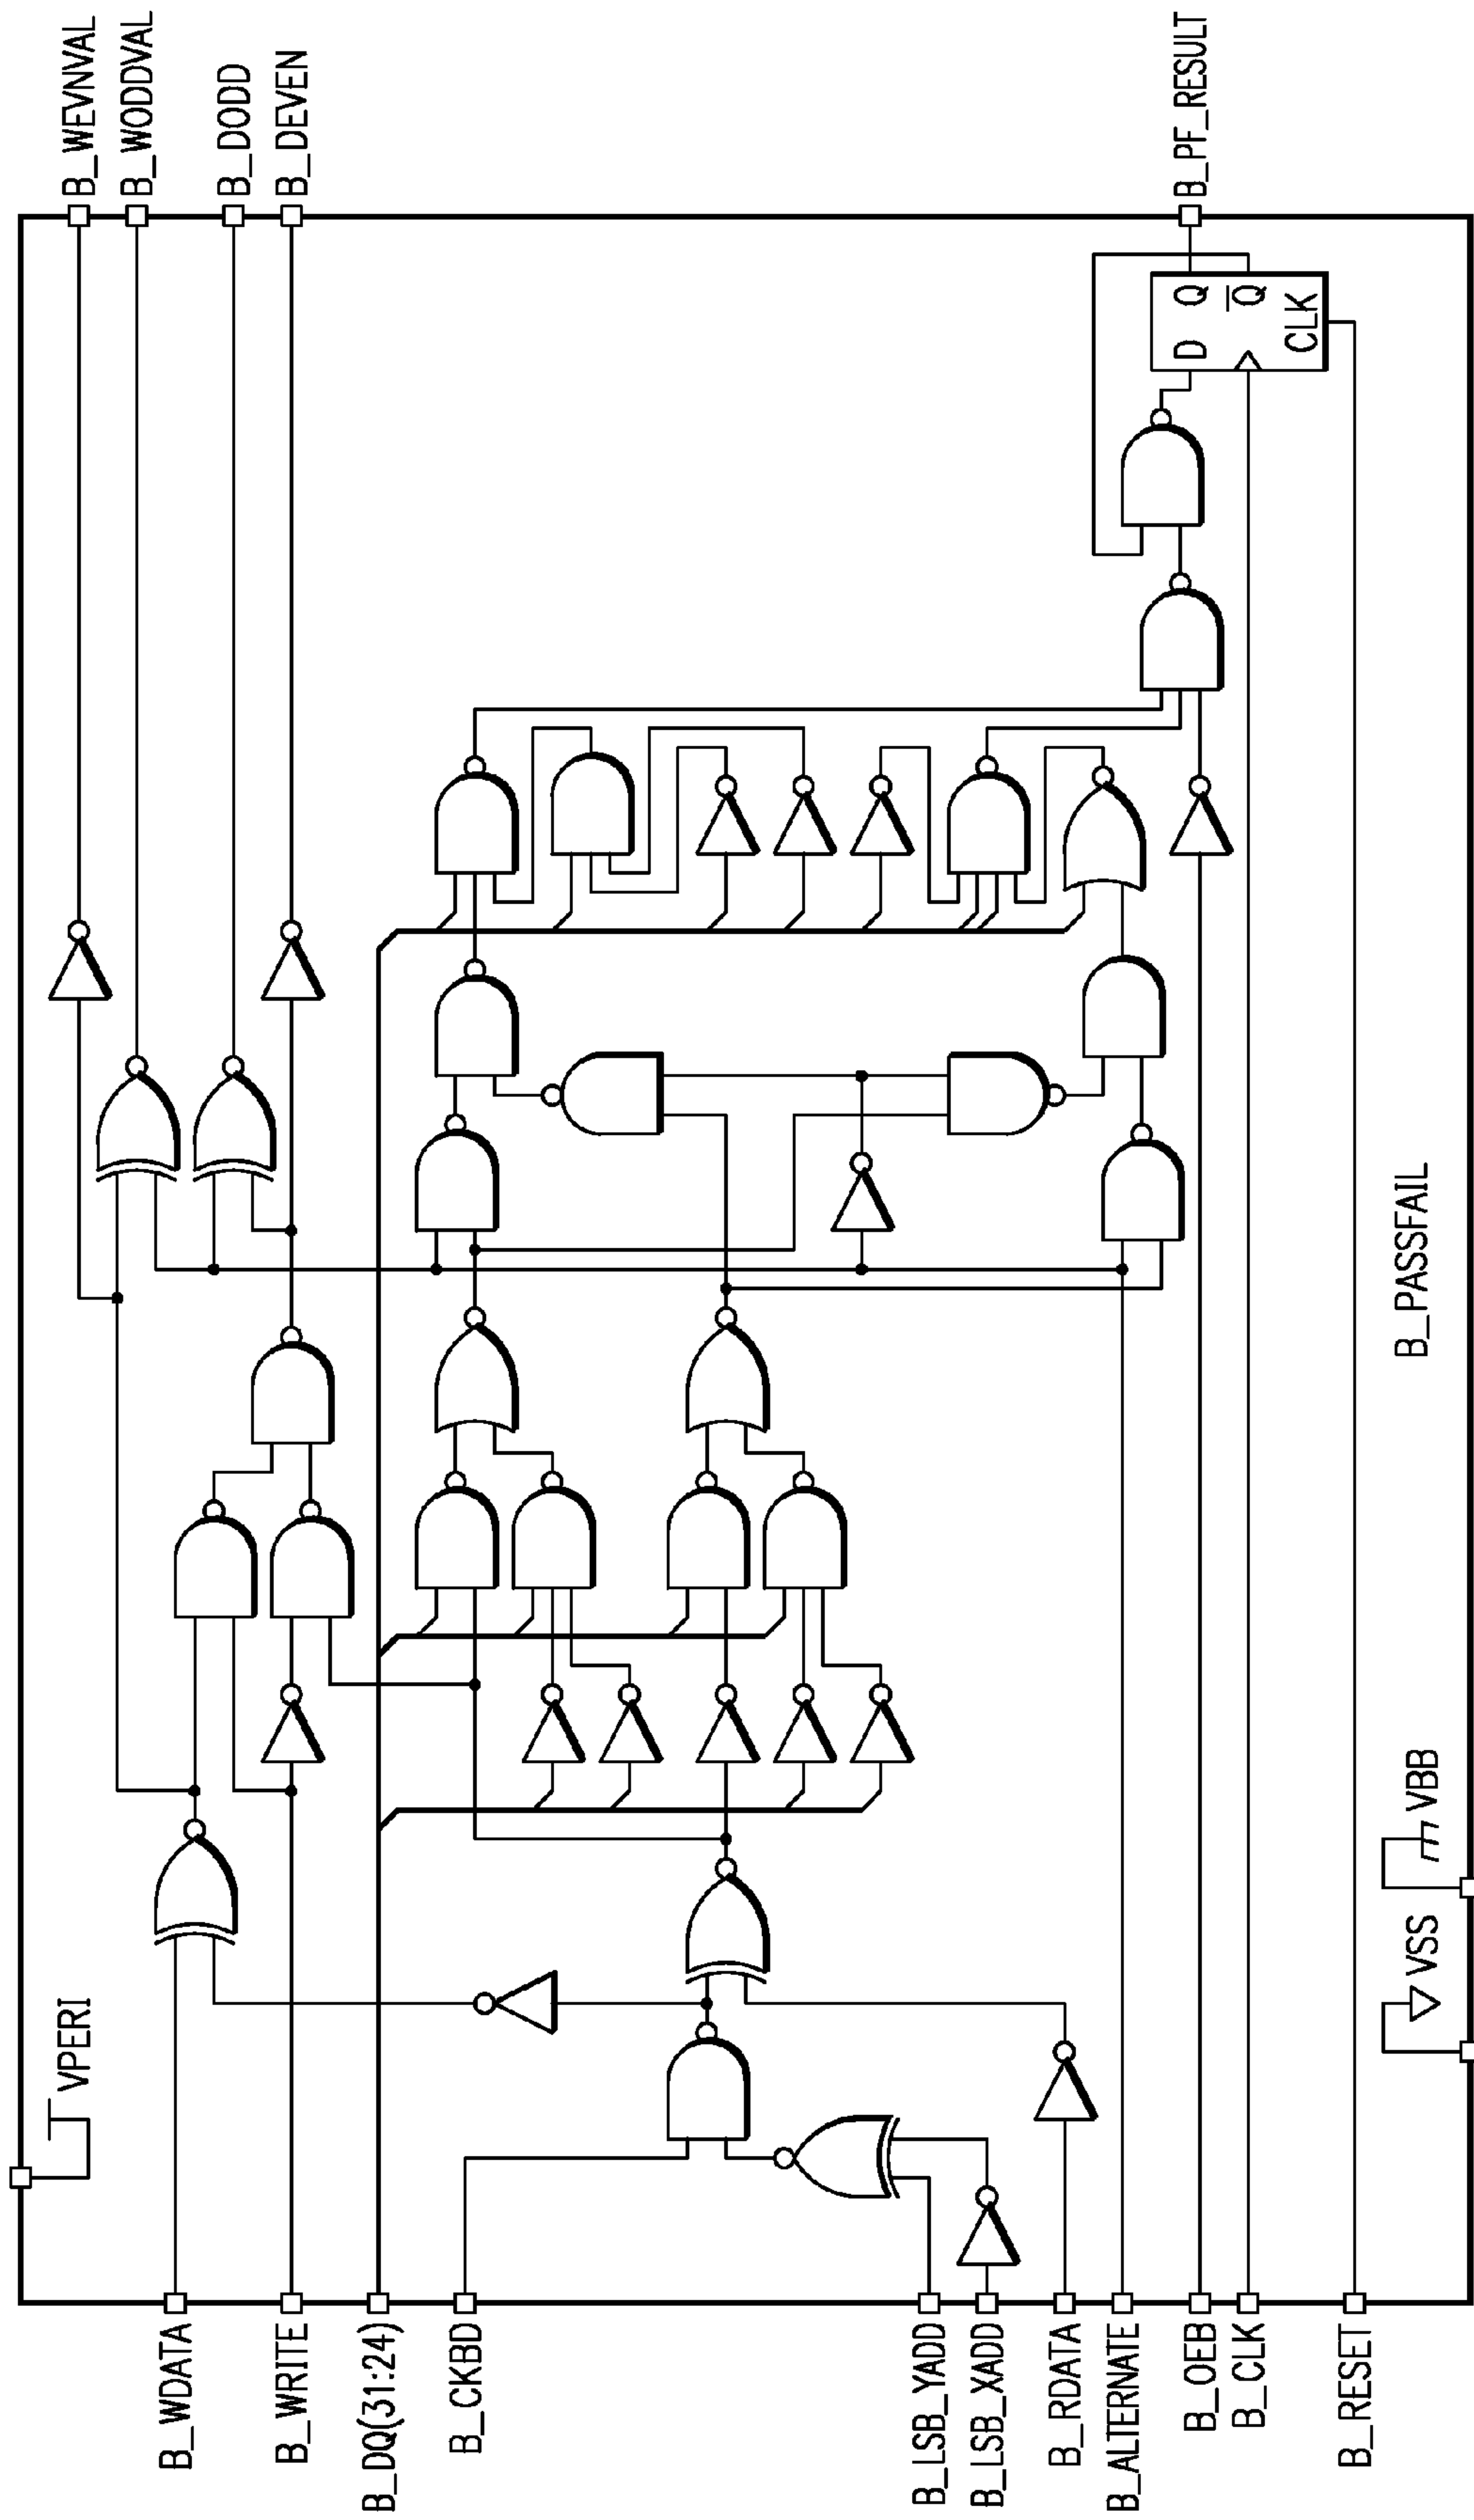 B_WEVNVAL
B_WODDVAL
B_DODD
B_DEVEN
B_PF_RESULT
D Q
Q
CLK
B_PASSFAIL
VPERI
VBB
VSS
B_WDATA
B_WRITE
B_DQ(31:24)
B_CKBD
B_LSB_YADD
B_LSB_XADD
B_RDATA
B_ALTERNATE
B_OEB
B_CLK
B_RESET